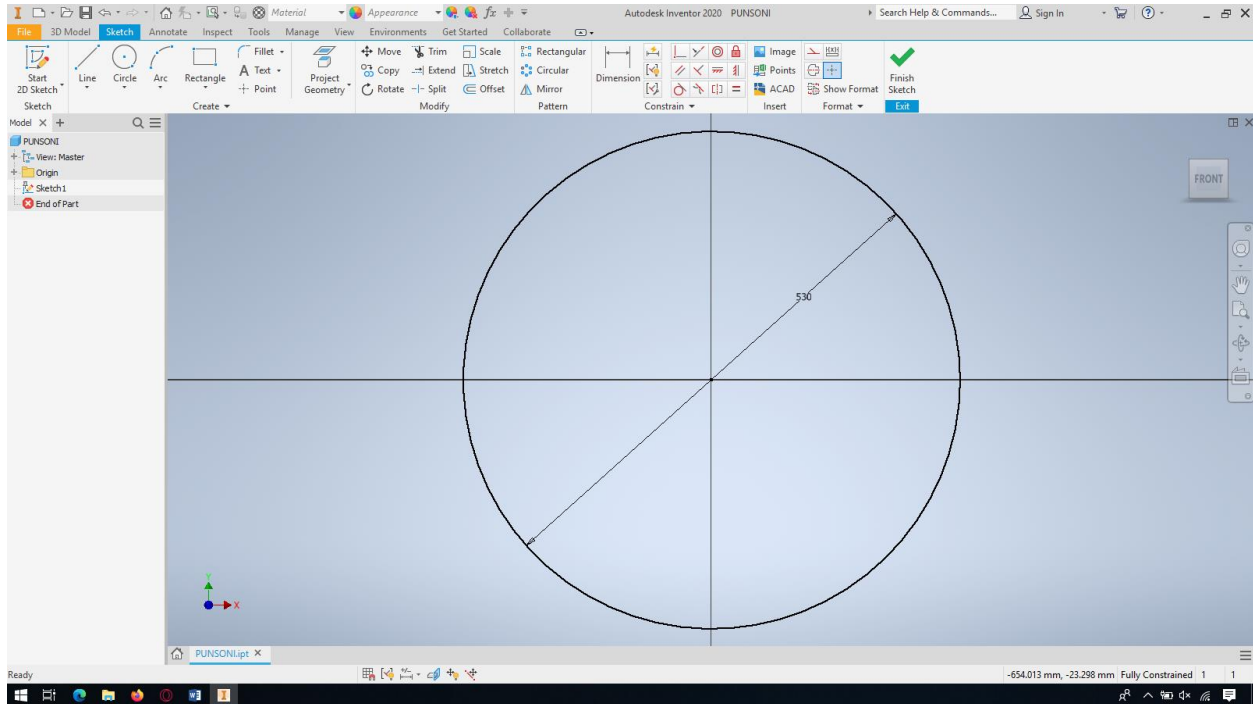 Material Appearance fx Autodesk Inventor 2020 PUNSONI Search Help & Commands... Sign In
File 3D Model Sketch Annotate Inspect Tools Manage View Environments Get Started Collaborate
Start 2D Sketch
Line
Circle
Arc
Rectangle
Fillet
Text
Point
Project Geometry
Move Trim Scale
Copy Extend Stretch
Rotate Split Offset
Rectangular
Circular
Mirror
Dimension
Image
Points
ACAD
Show Format
Finish Sketch
Sketch Create Modify Pattern Constrain Insert Format Exit
Model
PUNSONI
View: Master
Origin
Sketch1
End of Part
FRONT
530
Y
X
PUNSONI.ipt
Ready -654.013 mm, -23.298 mm Fully Constrained 1 1